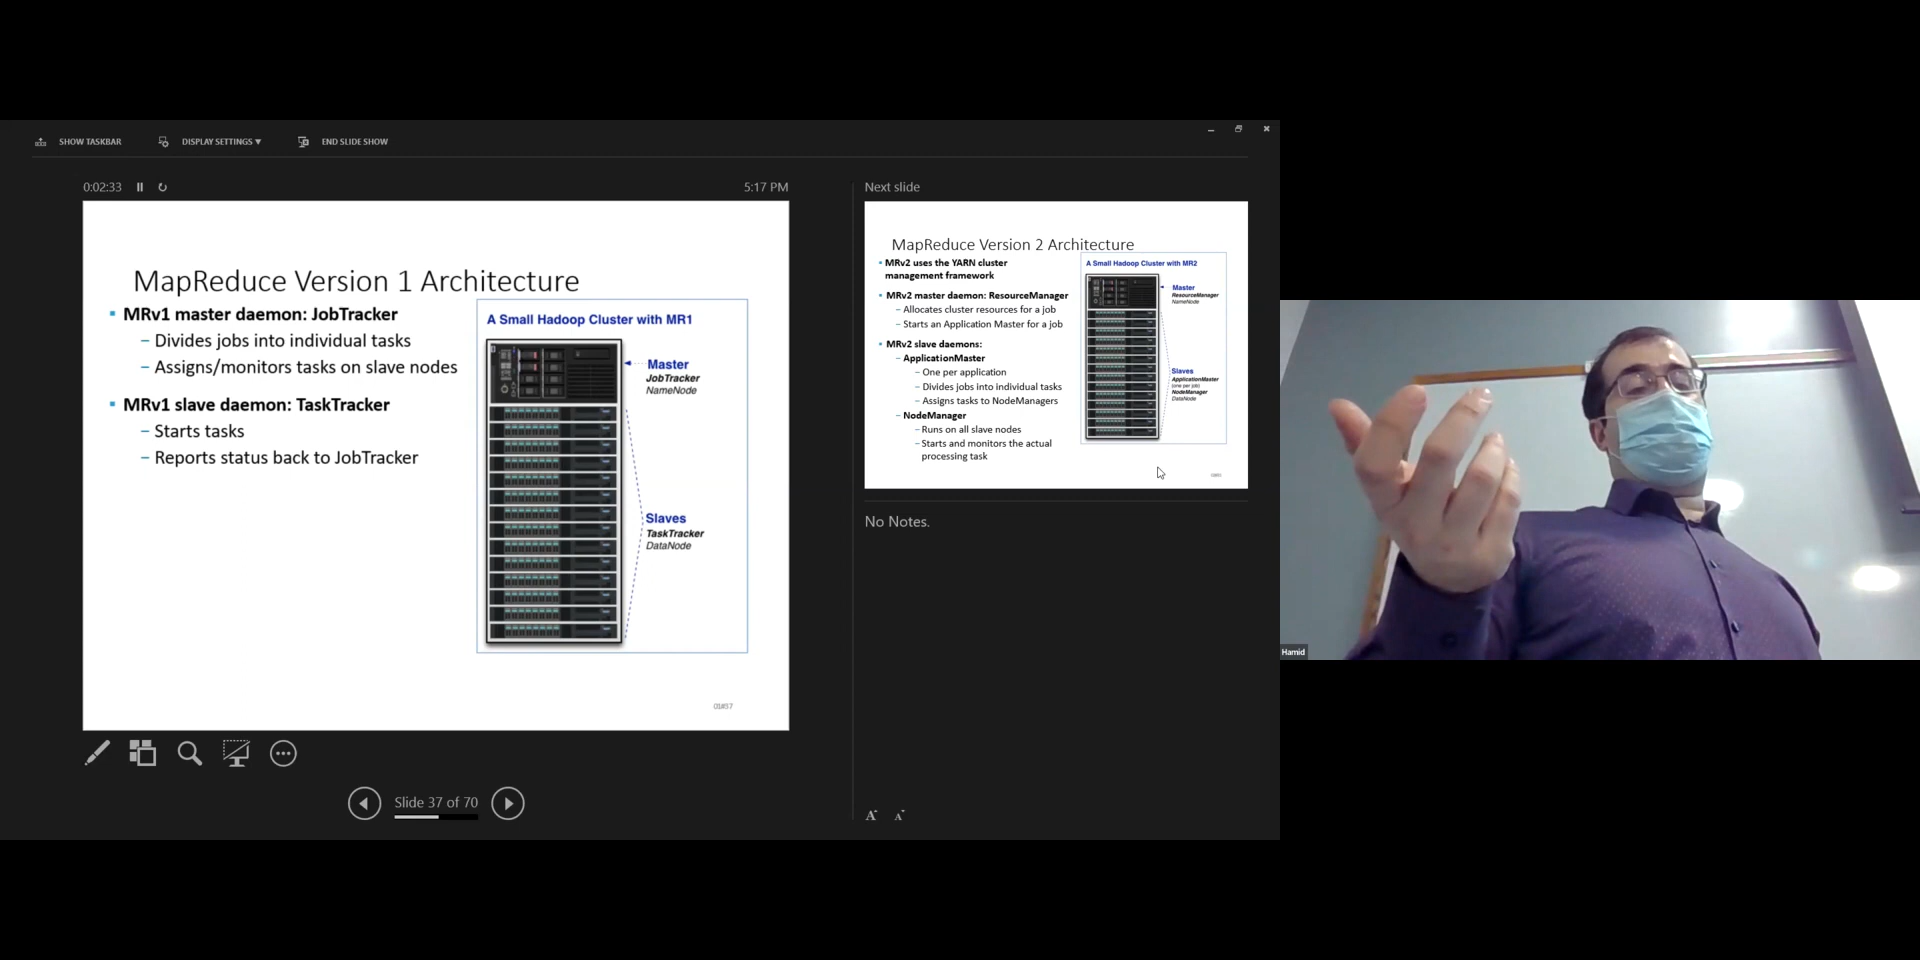 SHOW TASKBAR
DISPLAY SETTINGS ▼
END SLIDE SHOW
0:02:33
5:17 PM
MapReduce Version 1 Architecture
▪ MRv1 master daemon: JobTracker
– Divides jobs into individual tasks
– Assigns/monitors tasks on slave nodes
▪ MRv1 slave daemon: TaskTracker
– Starts tasks
– Reports status back to JobTracker
A Small Hadoop Cluster with MR1
Master
JobTracker
NameNode
Slaves
TaskTracker
DataNode
Slide 37 of 70
Next slide
MapReduce Version 2 Architecture
▪ MRv2 uses the YARN cluster
management framework
▪ MRv2 master daemon: ResourceManager
– Allocates cluster resources for a job
– Starts an Application Master for a job
▪ MRv2 slave daemons:
– ApplicationMaster
– One per application
– Divides jobs into individual tasks
– Assigns tasks to NodeManagers
– NodeManager
– Runs on all slave nodes
– Starts and monitors the actual
processing task
A Small Hadoop Cluster with MR2
Master
ResourceManager
NameNode
Slaves
ApplicationMaster
(one per job)
NodeManager
DataNode
No Notes.
A A
Hamid